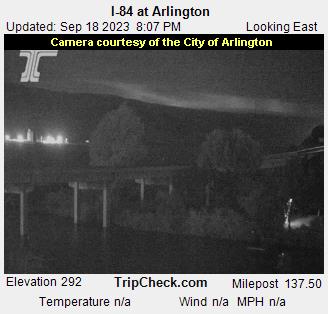 I-84 at Arlington
Updated: Sep 18 2023 8:07 PM Looking East
Camera courtesy of the City of Arlington
Elevation 292 TripCheck.com Milepost 137.50
Temperature n/a Wind n/a MPH n/a